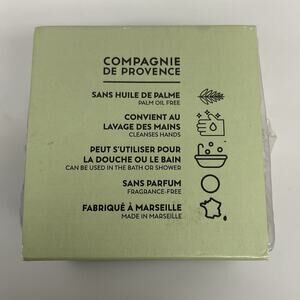 COMPAGNIE
DE PROVENCE
SANS HUILE DE PALME
PALM OIL FREE
CONVIENT AU
LAVAGE DES MAINS
CLEANSES HANDS
PEUT S'UTILISER POUR
LA DOUCHE OU LE BAIN
CAN BE USED IN THE BATH OR SHOWER
SANS PARFUM
FRAGRANCE-FREE
FABRIQUÉ À MARSEILLE
MADE IN MARSEILLE